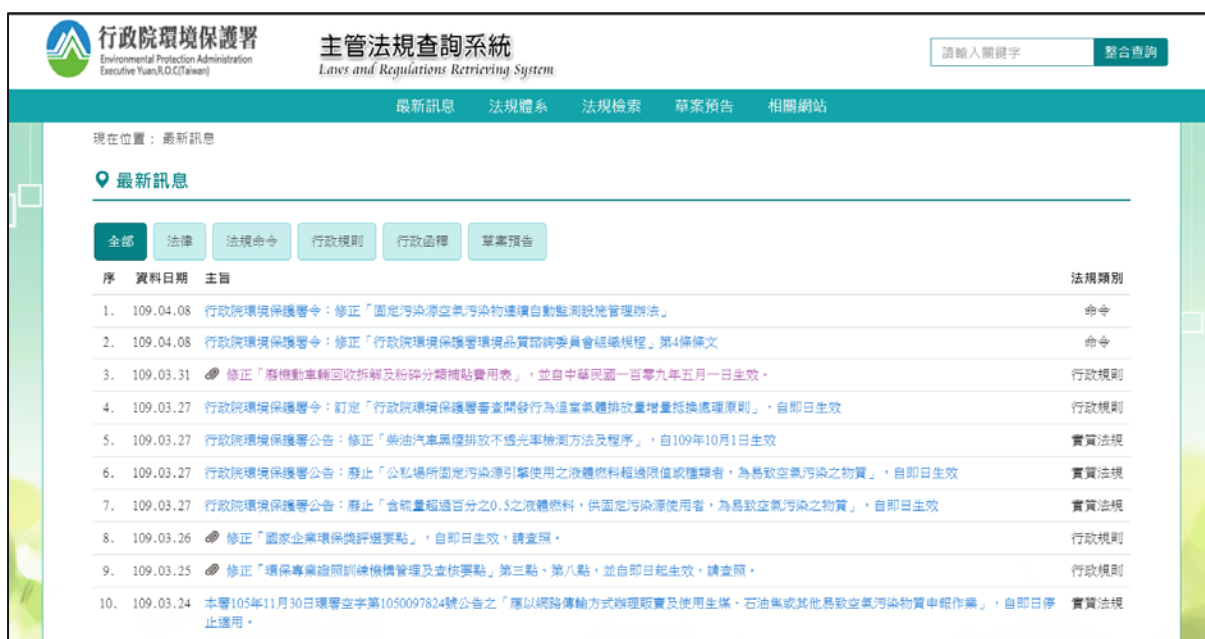 行政院環境保護署
Environmental Protection Administration
Executive Yuan,R.O.C(Taiwan)
主管法規查詢系統
Laws and Regulations Retrieving System
請輸入關鍵字
整合查詢
最新訊息 法規體系 法規檢索 草案預告 相關網站
現在位置： 最新訊息
最新訊息
全部 法律 法規命令 行政規則 行政函釋 草案預告
序 資料日期 主旨 法規類別
1. 109.04.08 行政院環境保護署令：修正「固定污染源空氣污染物連續自動監測設施管理辦法」 命令
2. 109.04.08 行政院環境保護署令：修正「行政院環境保護署環境品質諮詢委員會組織規程」第4條條文 命令
3. 109.03.31 修正「廢機動車輛回收拆解及粉碎分類補貼費用表」，並自中華民國一百零九年五月一日生效。 行政規則
4. 109.03.27 行政院環境保護署令：訂定「行政院環境保護署審查開發行為溫室氣體排放量增量抵換處理原則」，自即日生效 行政規則
5. 109.03.27 行政院環境保護署公告：修正「柴油汽車黑煙排放不透光率檢測方法及程序」，自109年10月1日生效 實質法規
6. 109.03.27 行政院環境保護署公告：廢止「公私場所固定污染源引擎使用之液體燃料超過限值或種類者，為易致空氣污染之物質」，自即日生效 實質法規
7. 109.03.27 行政院環境保護署公告：廢止「含硫量超過百分之0.5之液體燃料，供固定污染源使用者，為易致空氣污染之物質」，自即日生效 實質法規
8. 109.03.26 修正「國家企業環保獎評選要點」，自即日生效，請查照。 行政規則
9. 109.03.25 修正「環保專業證照訓練機構管理及查核要點」第三點、第八點，並自即日起生效，請查照。 行政規則
10. 109.03.24 本署105年11月30日環署空字第1050097824號公告之「應以網路傳輸方式辦理販賣及使用生煤、石油焦或其他易致空氣污染物質申報作業」，自即日停 實質法規
止適用。